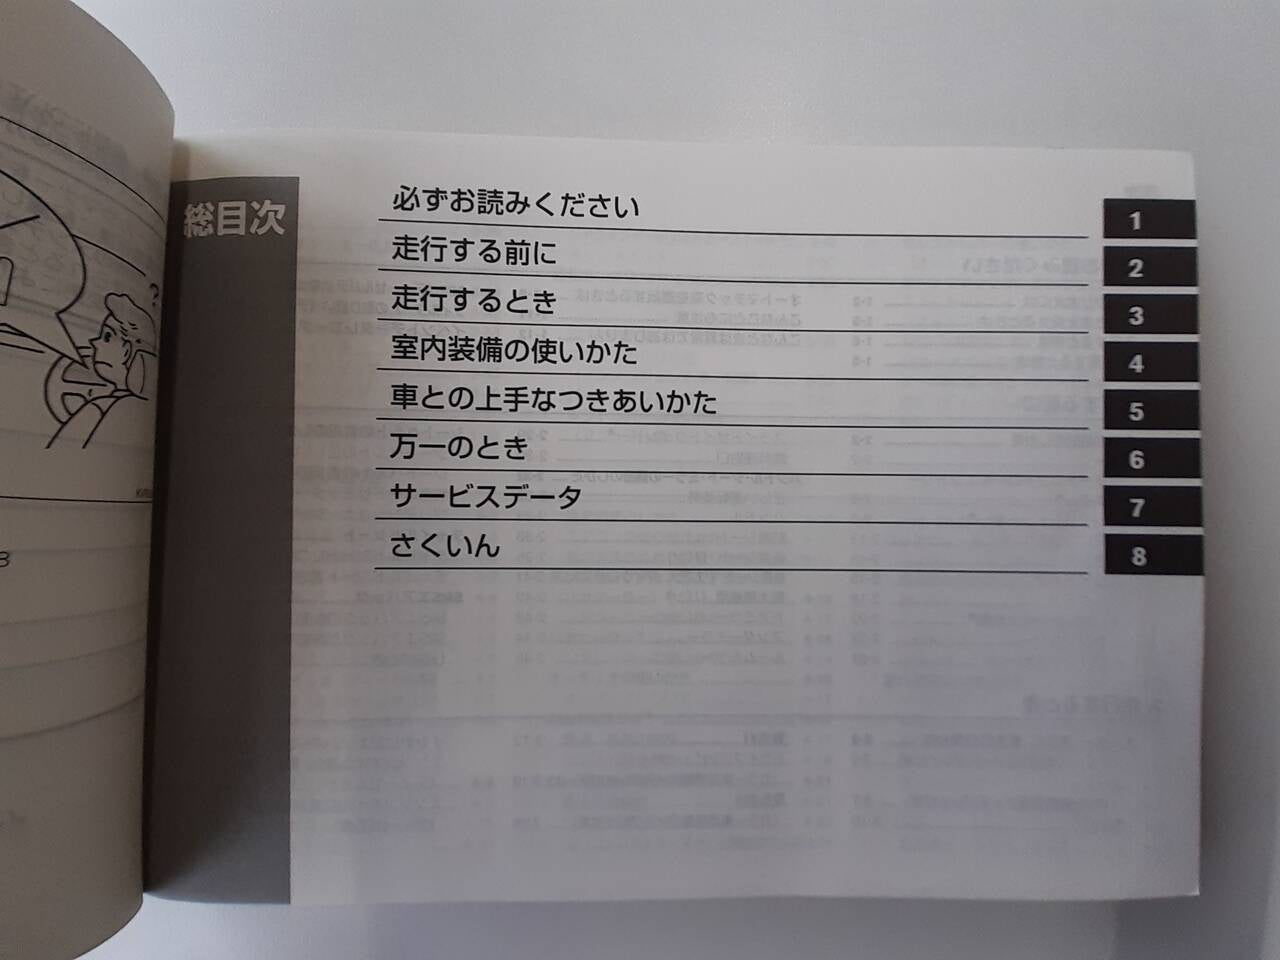 総目次
必ずお読みください 1
走行する前に 2
走行するとき 3
室内装備の使いかた 4
車との上手なつきあいかた 5
万一のとき 6
サービスデータ 7
さくいん 8
?